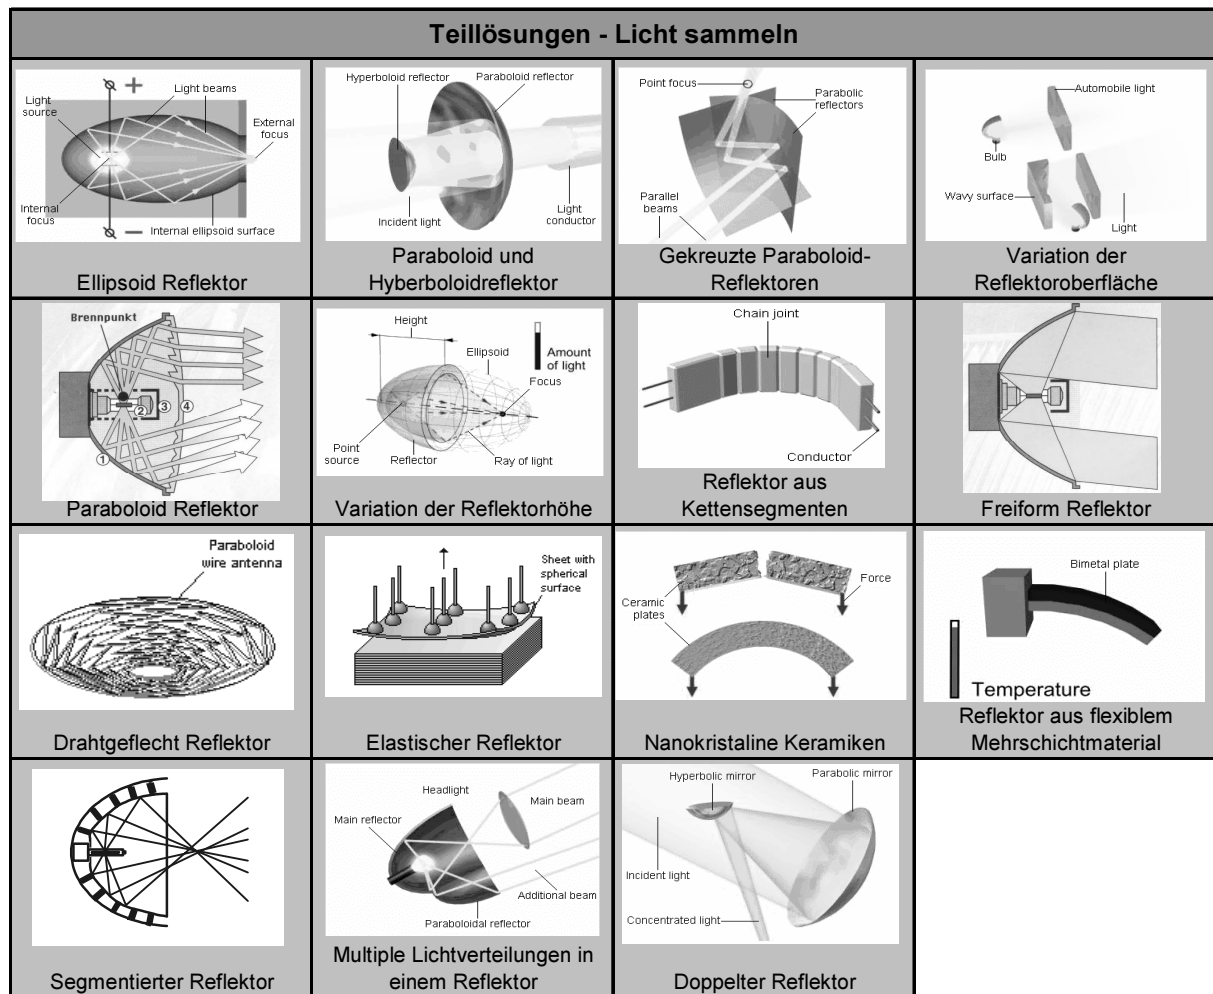 Teillösungen - Licht sammeln
+
Light
source
Light beams
External
focus
Internal
focus
Internal ellipsoid surface
Ellipsoid Reflektor
Hyperboloid reflector
Paraboloid reflector
Incident light
Light
conductor
Paraboloid und
Hyberboloidreflektor
Point focus
Parabolic
reflectors
Parallel
beams
Gekreuzte Paraboloid-
Reflektoren
Automobile light
Bulb
Wavy surface
Light
Variation der
Reflektoroberfläche
Brennpunkt
1
2
3
4
Paraboloid Reflektor
Height
Ellipsoid
Amount
of light
Focus
Point
source
Reflector
Ray of light
Variation der Reflektorhöhe
Chain joint
Conductor
Reflektor aus
Kettensegmenten
Freiform Reflektor
Paraboloid
wire antenna
Drahtgeflecht Reflektor
Sheet with
spherical
surface
Elastischer Reflektor
Ceramic
plates
Force
Nanokristaline Keramiken
Bimetal plate
Temperature
Reflektor aus flexiblem
Mehrschichtmaterial
Segmentierter Reflektor
Headlight
Main beam
Main reflector
Additional beam
Paraboloidal reflector
Multiple Lichtverteilungen in
einem Reflektor
Hyperbolic mirror
Parabolic mirror
Incident light
Concentrated light
Doppelter Reflektor